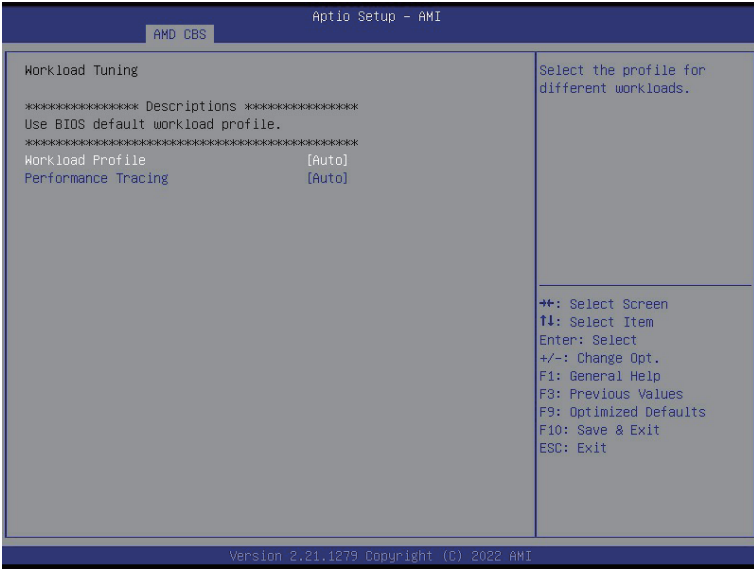 Aptio Setup – AMI
AMD CBS
Workload Tuning
*************** Descriptions ***************
Use BIOS default workload profile.
********************************************
Workload Profile [Auto]
Performance Tracing [Auto]
Select the profile for
different workloads.
→←: Select Screen
↑↓: Select Item
Enter: Select
+/-: Change Opt.
F1: General Help
F3: Previous Values
F9: Optimized Defaults
F10: Save & Exit
ESC: Exit
Version 2.21.1279 Copyright (C) 2022 AMI